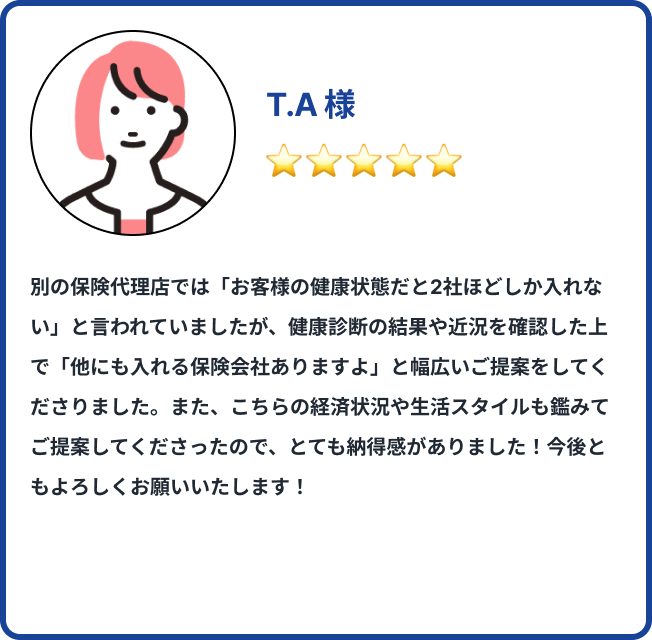 T.A 様
別の保険代理店では「お客様の健康状態だと2社ほどしか入れな
い」と言われていましたが、健康診断の結果や近況を確認した上
で「他にも入れる保険会社ありますよ」と幅広いご提案をしてく
ださりました。また、こちらの経済状況や生活スタイルも鑑みて
ご提案してくださったので、とても納得感がありました！今後と
もよろしくお願いいたします！